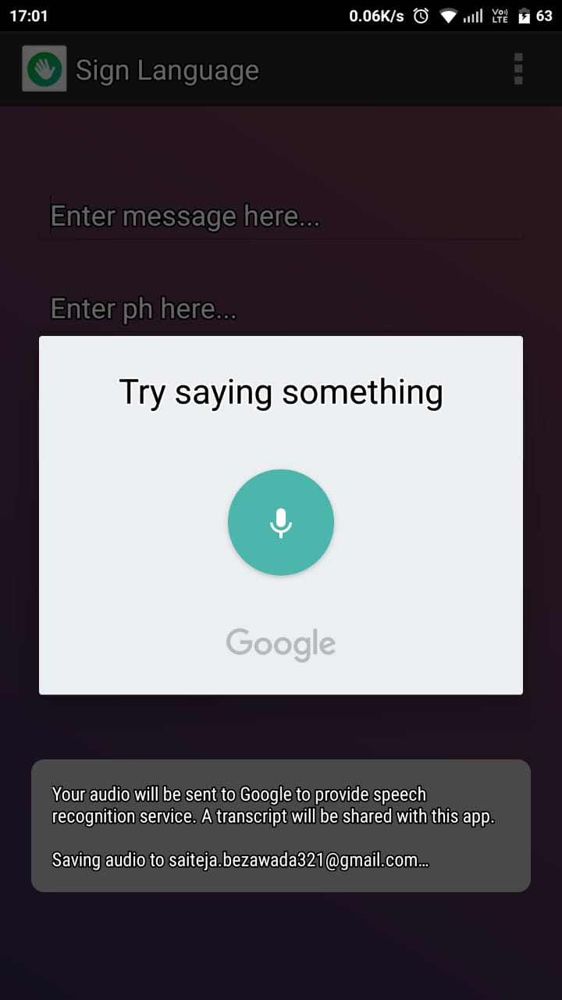 17:01 0.06K/s Vo) LTE 63
Sign Language
Enter message here...
Enter ph here...
Try saying something
Google
Your audio will be sent to Google to provide speech
recognition service. A transcript will be shared with this app.
Saving audio to saiteja.bezawada321@gmail.com...